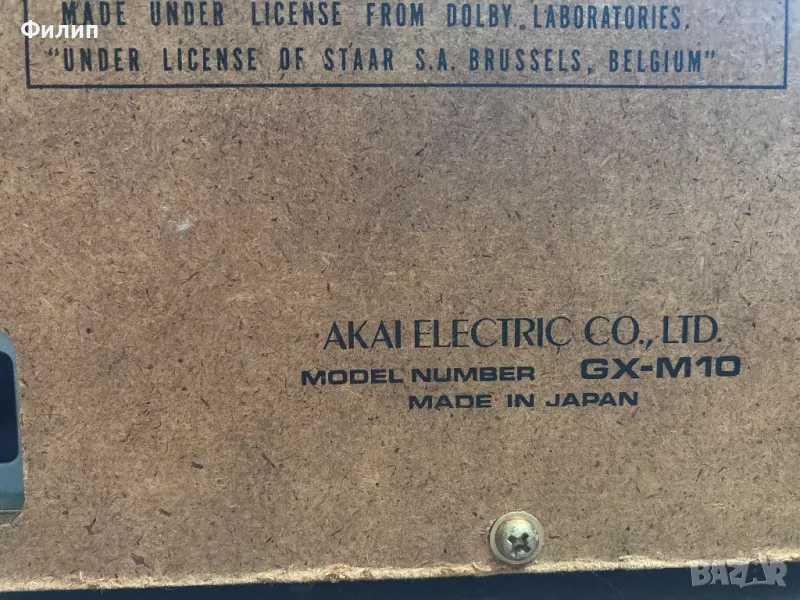 Филип
MADE UNDER LICENSE FROM DOLBY LABORATORIES.
"UNDER LICENSE OF STAAR S.A. BRUSSELS, BELGIUM"
AKAI ELECTRIC CO., LTD.
MODEL NUMBER GX-M10
MADE IN JAPAN
BAZAR